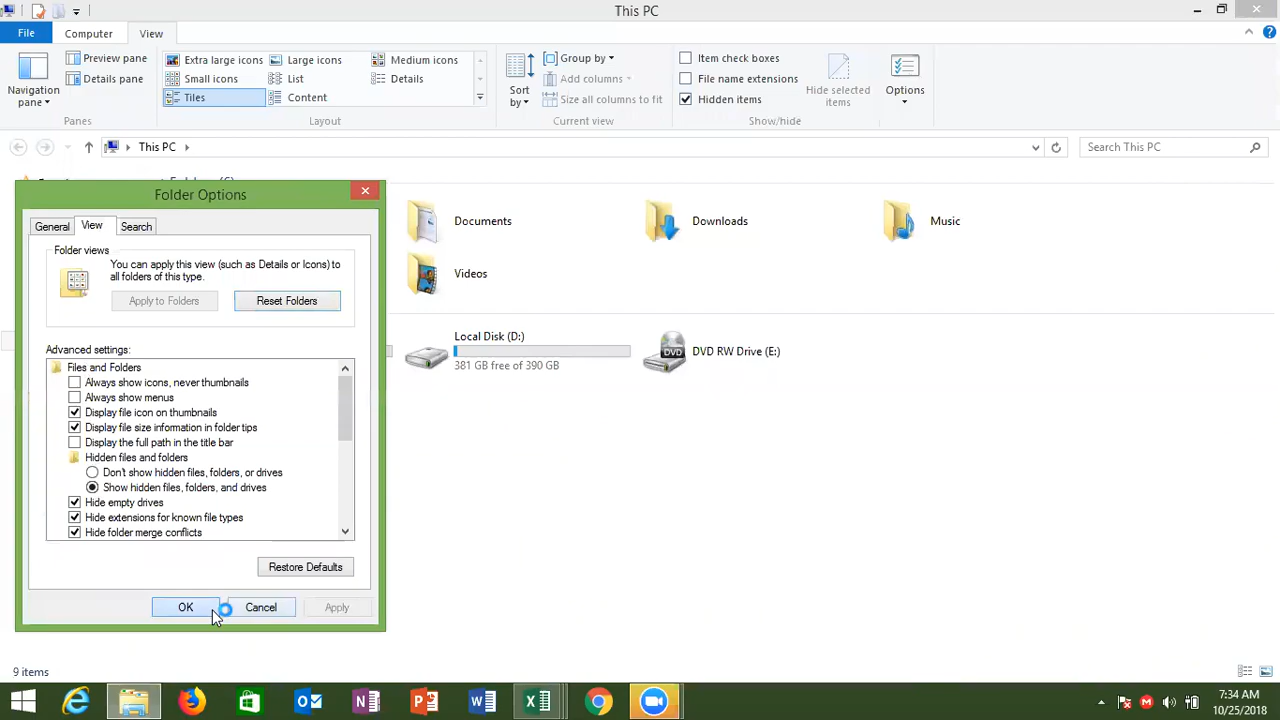 This PC
File
Computer
View
Preview pane
Details pane
Navigation pane
Panes
Extra large icons
Large icons
Medium icons
Small icons
List
Details
Tiles
Content
Layout
Sort by
Group by
Add columns
Size all columns to fit
Current view
Item check boxes
File name extensions
Hidden items
Hide selected items
Show/hide
Options
This PC
Search This PC
Folder Options
General
View
Search
Folder views
You can apply this view (such as Details or Icons) to
all folders of this type.
Apply to Folders
Reset Folders
Advanced settings:
Files and Folders
Always show icons, never thumbnails
Always show menus
Display file icon on thumbnails
Display file size information in folder tips
Display the full path in the title bar
Hidden files and folders
Don't show hidden files, folders, or drives
Show hidden files, folders, and drives
Hide empty drives
Hide extensions for known file types
Hide folder merge conflicts
Restore Defaults
OK
Cancel
Apply
Documents
Downloads
Music
Videos
Local Disk (D:)
381 GB free of 390 GB
DVD
DVD RW Drive (E:)
9 items
7:34 AM
10/25/2018